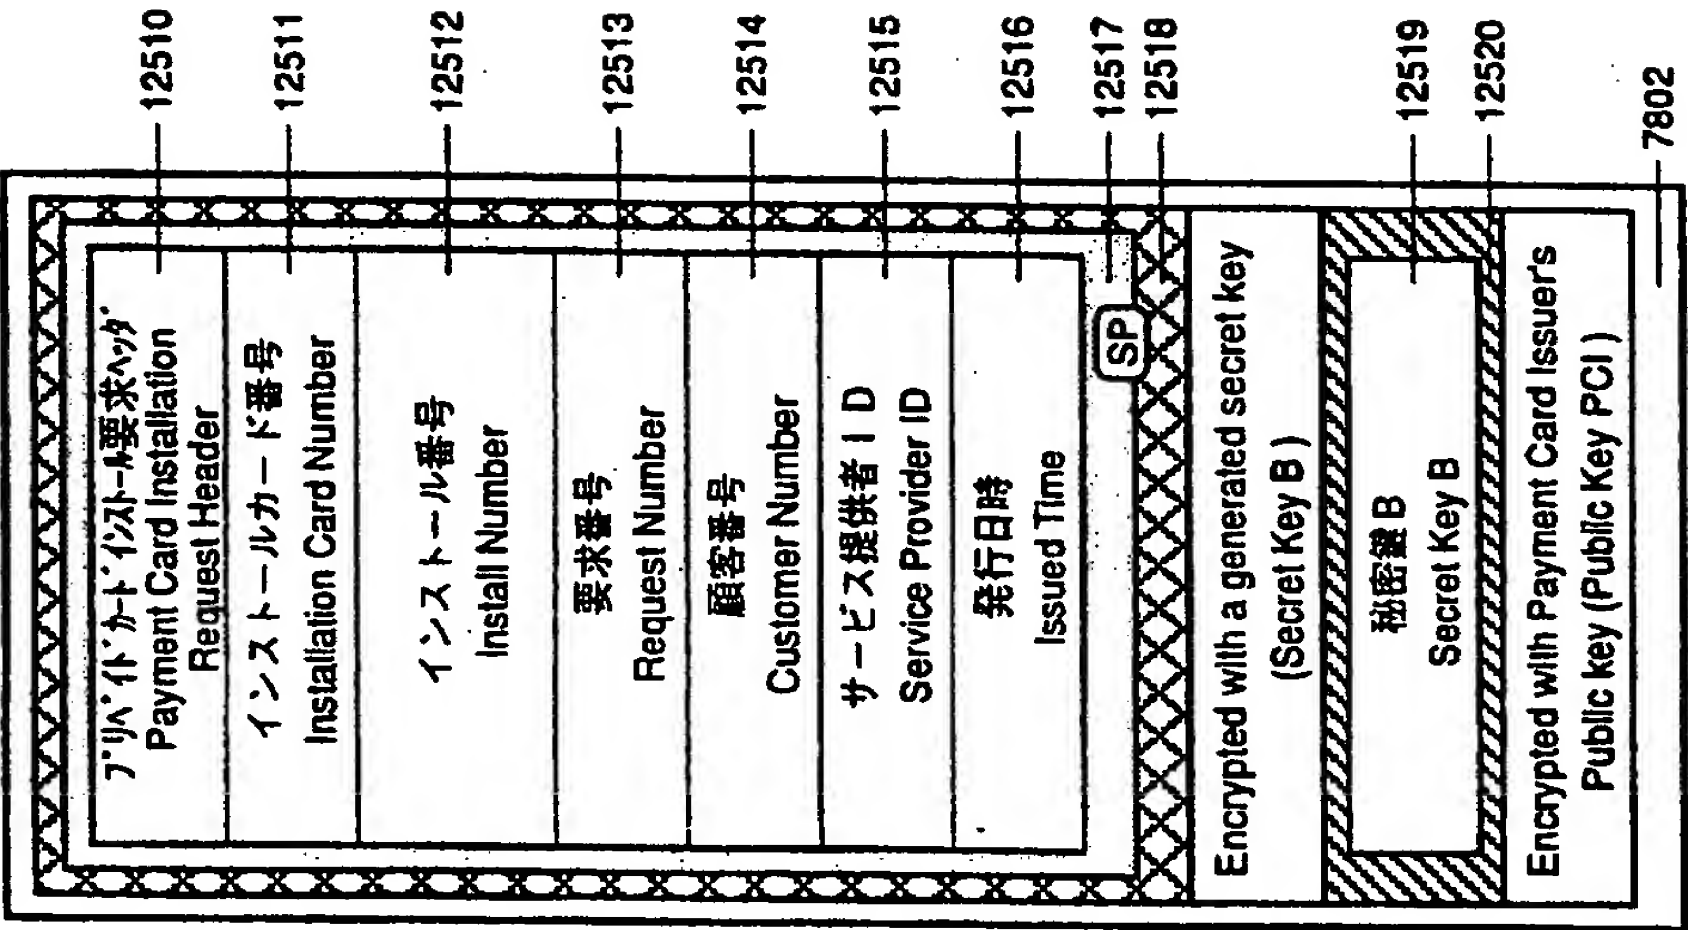 プリペイドカードインストール要求ヘッダ
Payment Card Installation
Request Header
12510
インストールカード番号
Installation Card Number
12511
インストール番号
Install Number
12512
要求番号
Request Number
12513
顧客番号
Customer Number
12514
サービス提供者ID
Service Provider ID
12515
発行日時
Issued Time
12516
SP
12517
12518
Encrypted with a generated secret key
(Secret Key B)
秘密鍵B
Secret Key B
12519
12520
Encrypted with Payment Card Issuer's
Public key (Public Key PCI)
7802